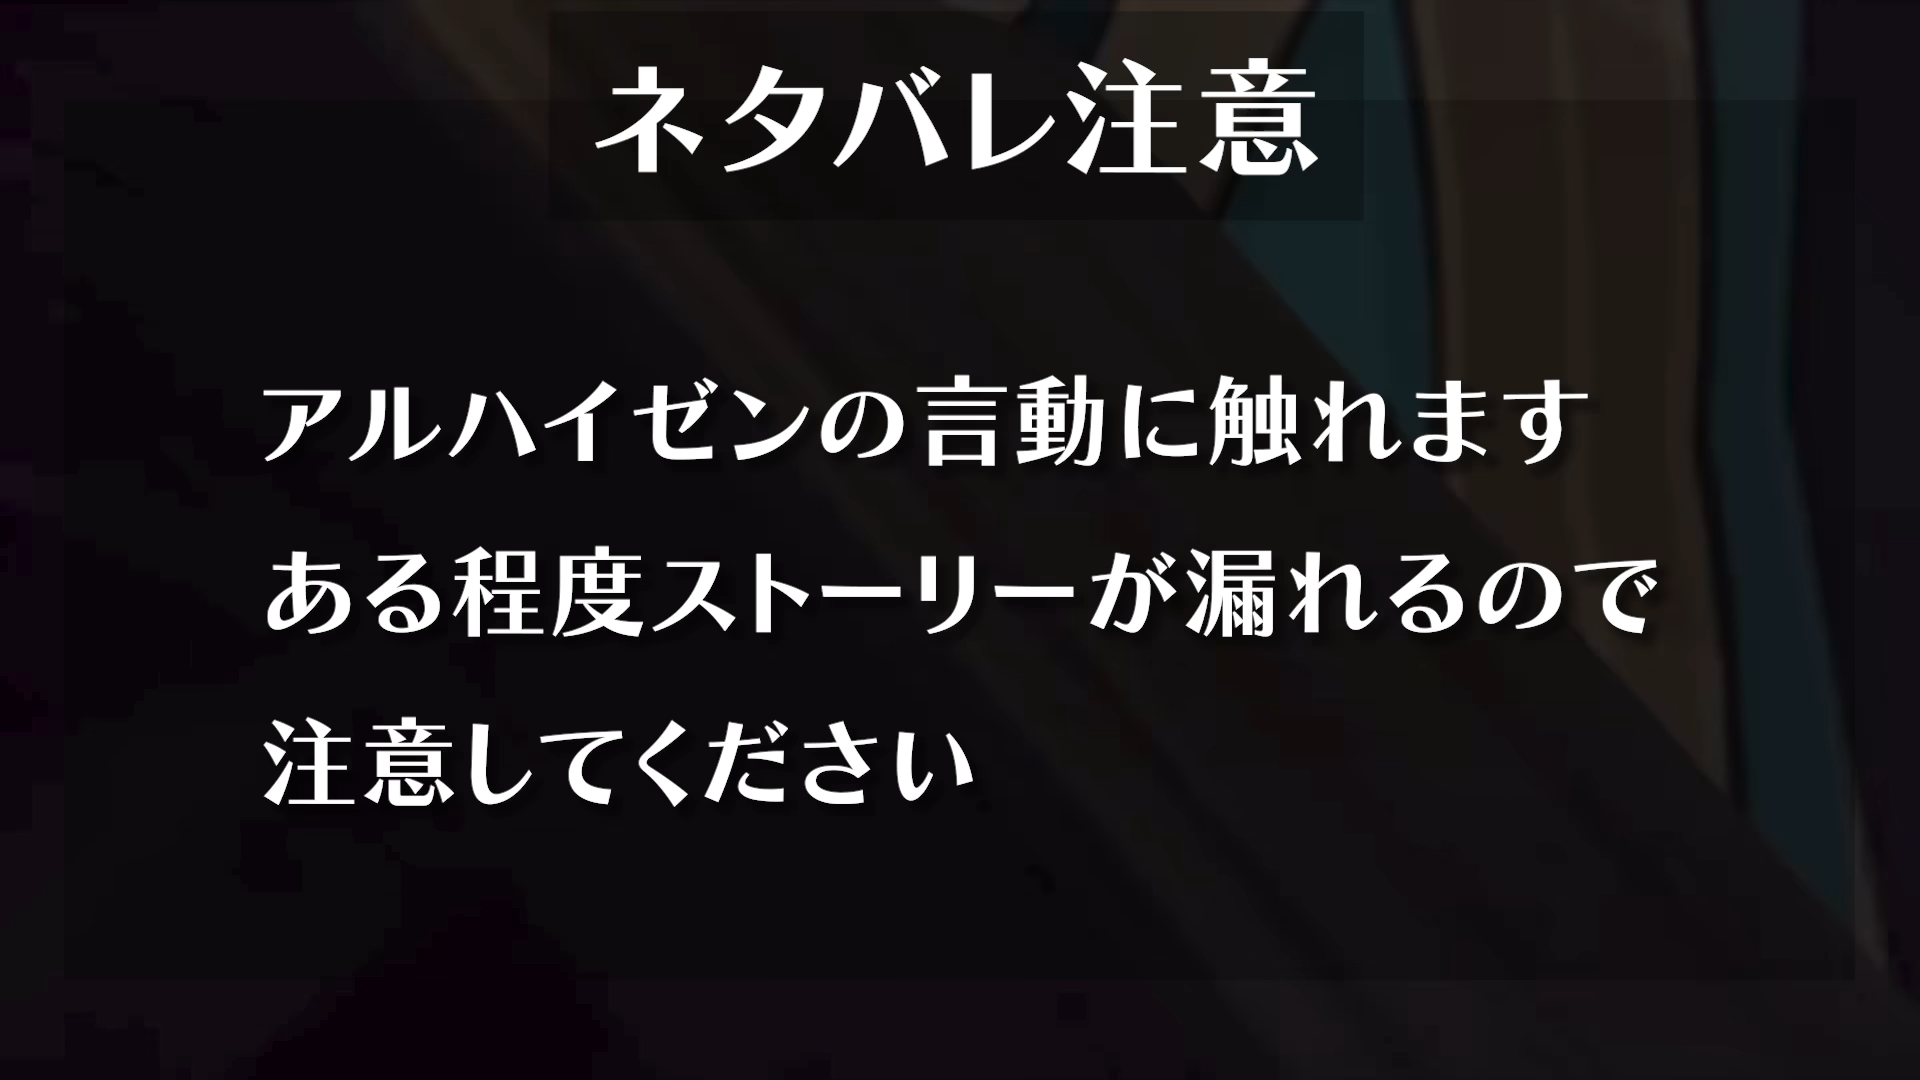 ネタバレ注意
アルハイゼンの言動に触れます
ある程度ストーリーが漏れるので
注意してください